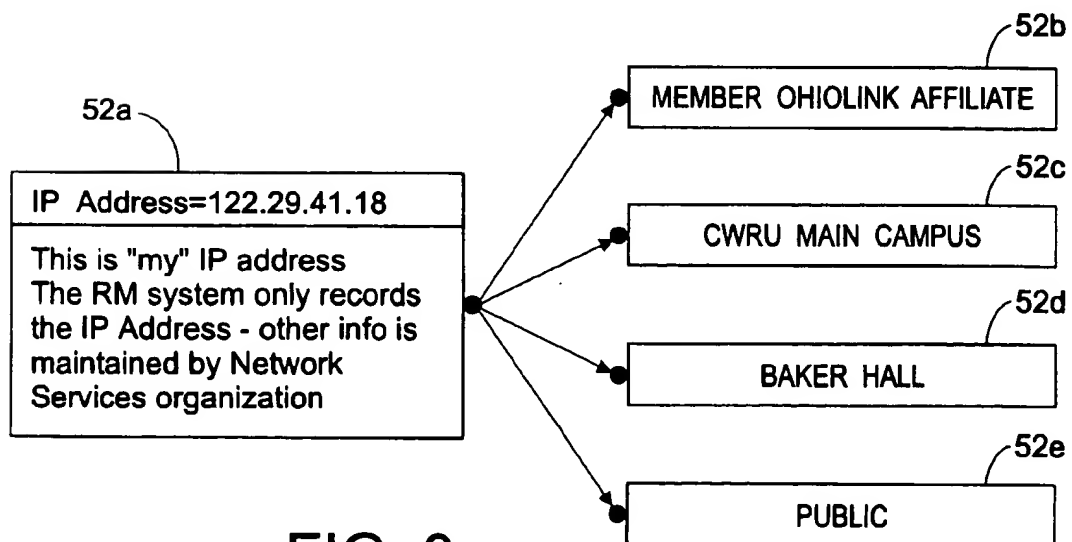 52a
IP Address=122.29.41.18
This is "my" IP address
The RM system only records
the IP Address - other info is
maintained by Network
Services organization
52b
MEMBER OHIOLINK AFFILIATE
52c
CWRU MAIN CAMPUS
52d
BAKER HALL
52e
PUBLIC
FIG.